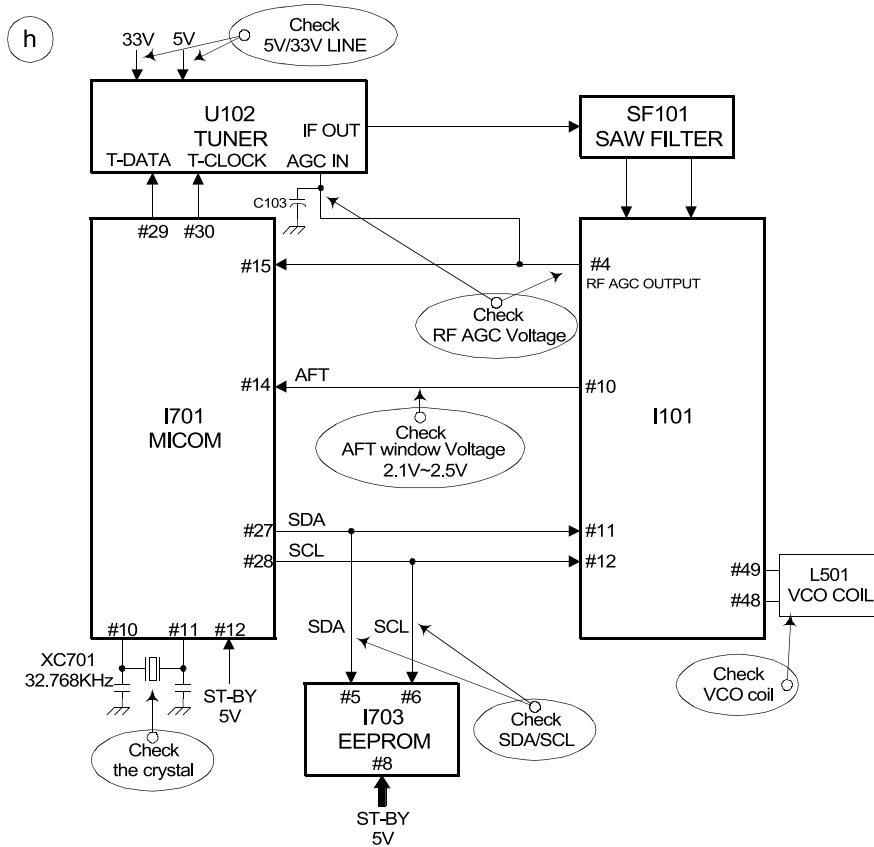 h
33V
5V
Check
5V/33V LINE
U102
TUNER
IF OUT
T-DATA
T-CLOCK
AGC IN
SF101
SAW FILTER
C103
#29
#30
#15
#4
RF AGC OUTPUT
Check
RF AGC Voltage
#14
AFT
#10
I701
MICOM
I101
Check
AFT window Voltage
2.1V~2.5V
#27
SDA
#11
#28
SCL
#12
#49
#48
L501
VCO COIL
#10
#11
#12
SDA
SCL
XC701
32.768KHz
ST-BY
5V
Check
VCO coil
#5
#6
I703
EEPROM
#8
Check
SDA/SCL
Check
the crystal
ST-BY
5V